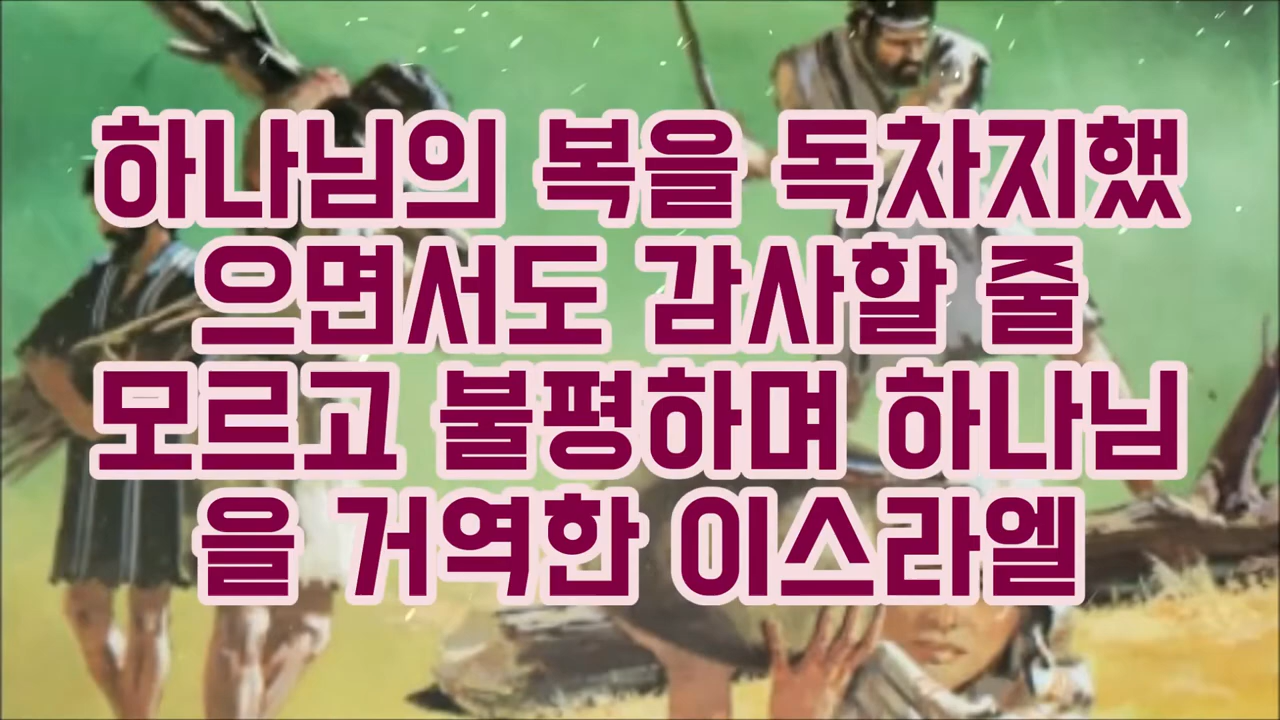 하나님의 복을 독차지했
으면서도 감사할 줄
모르고 불평하며 하나님
을 거역한 이스라엘